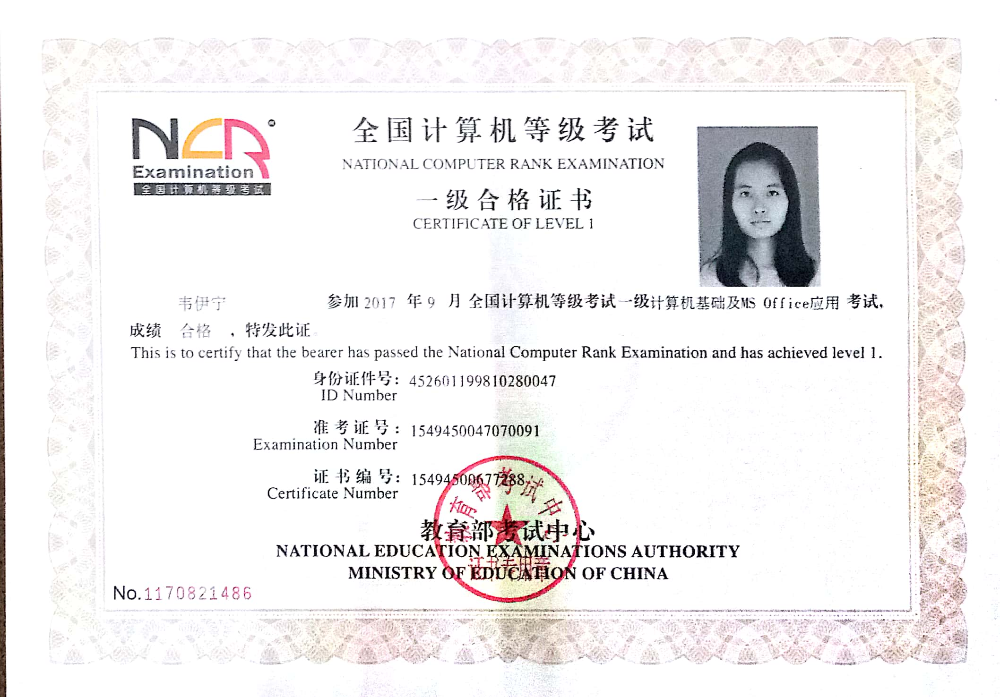 NCR
Examination
全国计算机等级考试
全国计算机等级考试
NATIONAL COMPUTER RANK EXAMINATION
一级合格证书
CERTIFICATE OF LEVEL 1
韦伊宁 参加 2017 年 9 月 全国计算机等级考试一级计算机基础及MS Office应用 考试,
成绩 合格 ，特发此证。
This is to certify that the bearer has passed the National Computer Rank Examination and has achieved level 1.
身份证件号: 452601199810280047
ID Number
准考证号: 1549450047070091
Examination Number
证书编号: 15494500677288
Certificate Number
教育部考试中心
NATIONAL EDUCATION EXAMINATIONS AUTHORITY
MINISTRY OF EDUCATION OF CHINA
教育部考试中心
证书专用章
No.1170821486